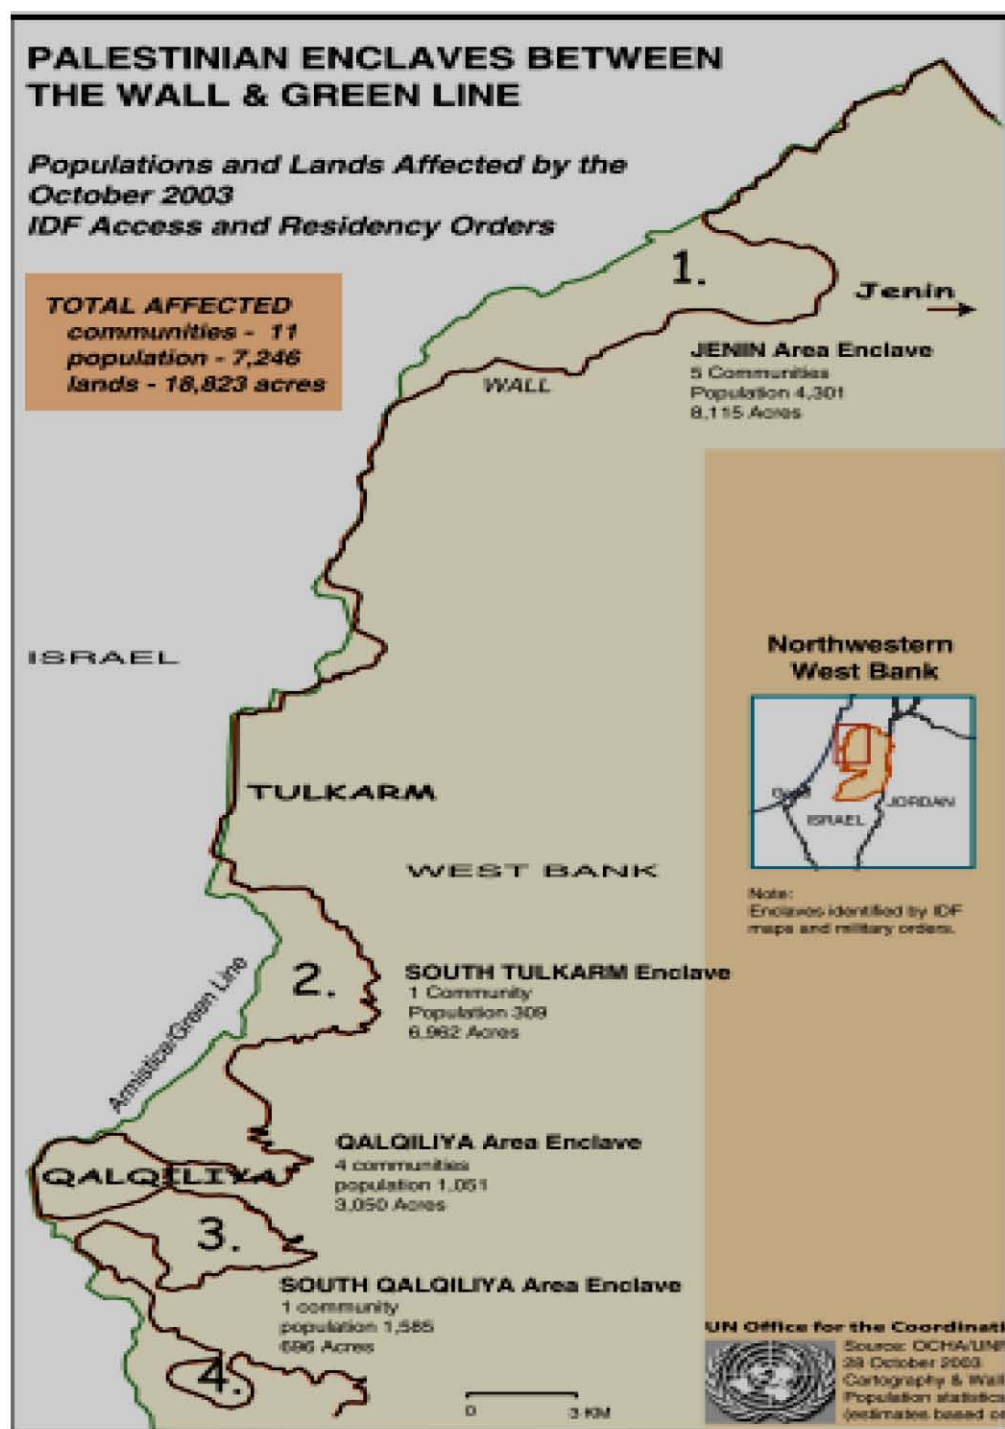 PALESTINIAN ENCLAVES BETWEEN
THE WALL & GREEN LINE
Populations and Lands Affected by the
October 2003
IDF Access and Residency Orders
TOTAL AFFECTED
communities - 11
population - 7,246
lands - 18,823 acres
1.
Jenin
JENIN Area Enclave
5 Communities
Population 4,301
8,115 Acres
WALL
ISRAEL
Northwestern
West Bank
JORDAN
ISRAEL
TULKARM
WEST BANK
Note:
Enclaves identified by IDF
maps and military orders.
2.
SOUTH TULKARM Enclave
1 Community
Population 309
6,962 Acres
Armistice/Green Line
QALQILIYA Area Enclave
4 communities
population 1,051
3,050 Acres
QALQILIYA
3.
SOUTH QALQILIYA Area Enclave
1 community
population 1,585
696 Acres
4.
0 3 KM
UN Office for the Coordinati
Source: OCHA/UNR
28 October 2003
Cartography & Wall
Population statistics
(estimates based on